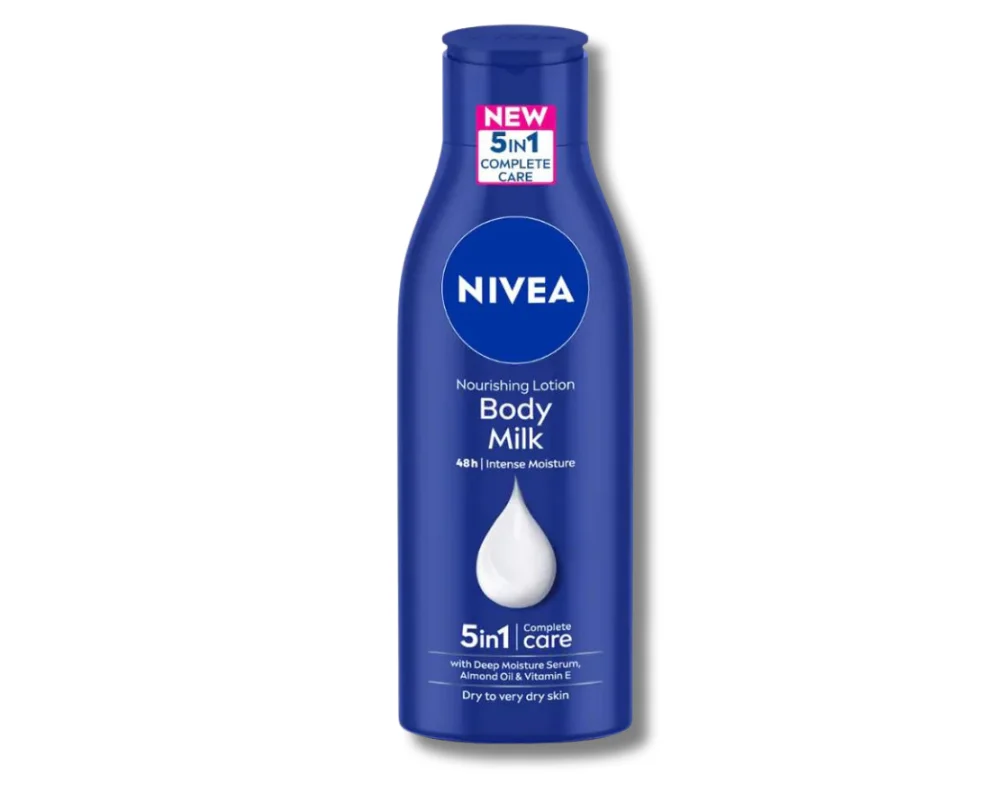 NEW
5IN1
COMPLETE
CARE
NIVEA
Nourishing Lotion
Body
Milk
48h | Intense Moisture
5in1 | Complete care
with Deep Moisture Serum,
Almond Oil & Vitamin E
Dry to very dry skin